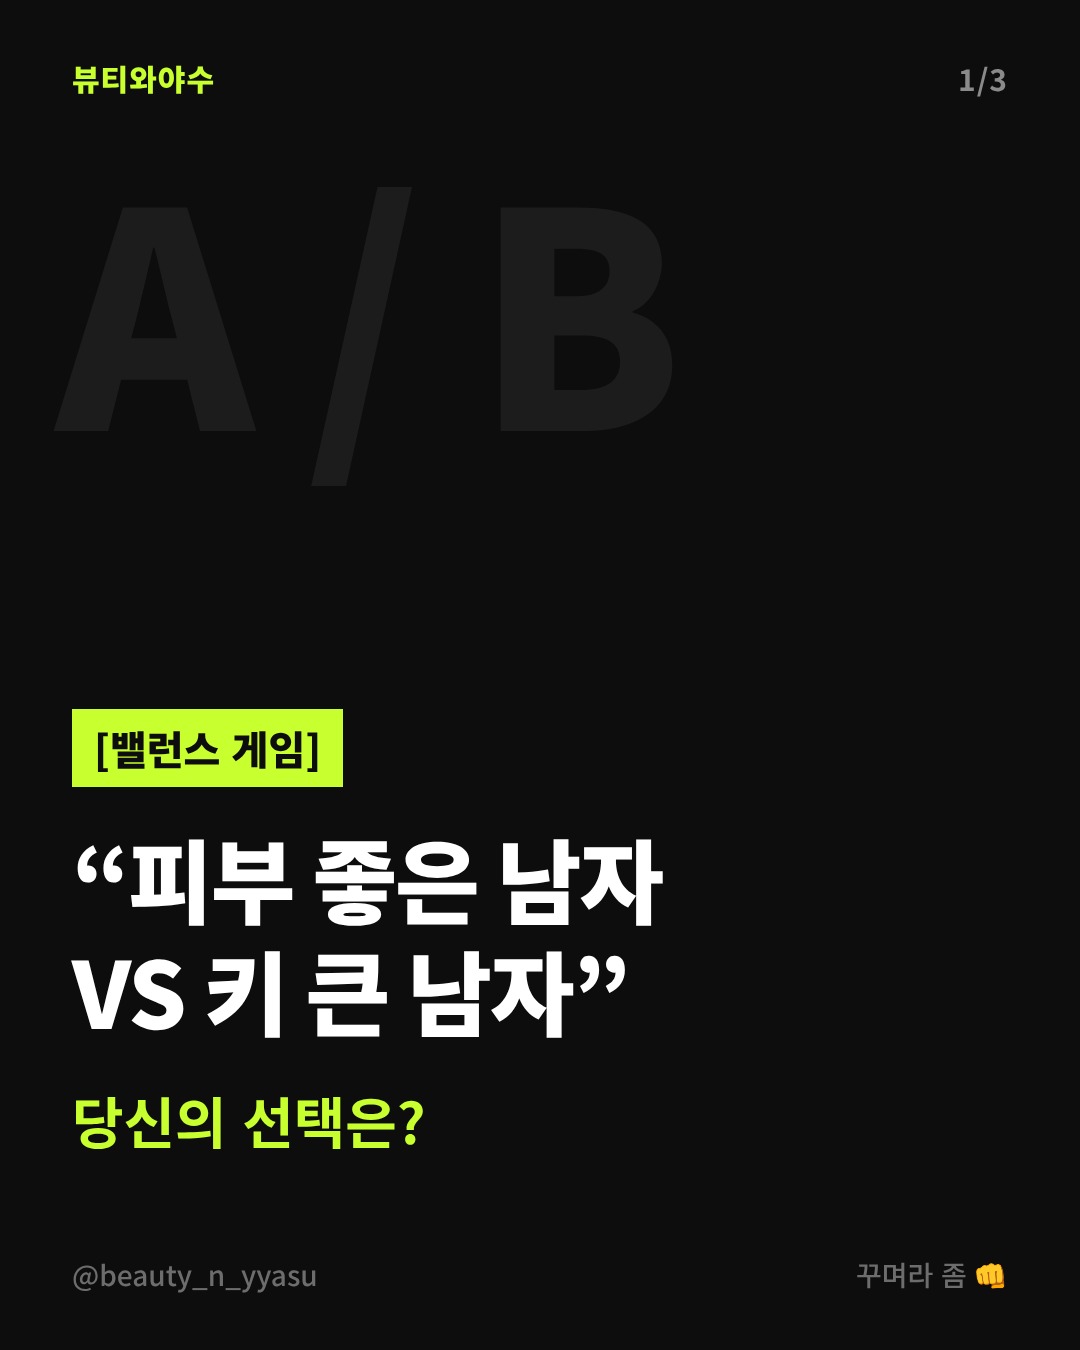 뷰티와야수
1/3
A / B
[밸런스 게임]
“피부 좋은 남자
VS 키 큰 남자”
당신의 선택은?
@beauty_n_yyasu
꾸며라 좀 👊